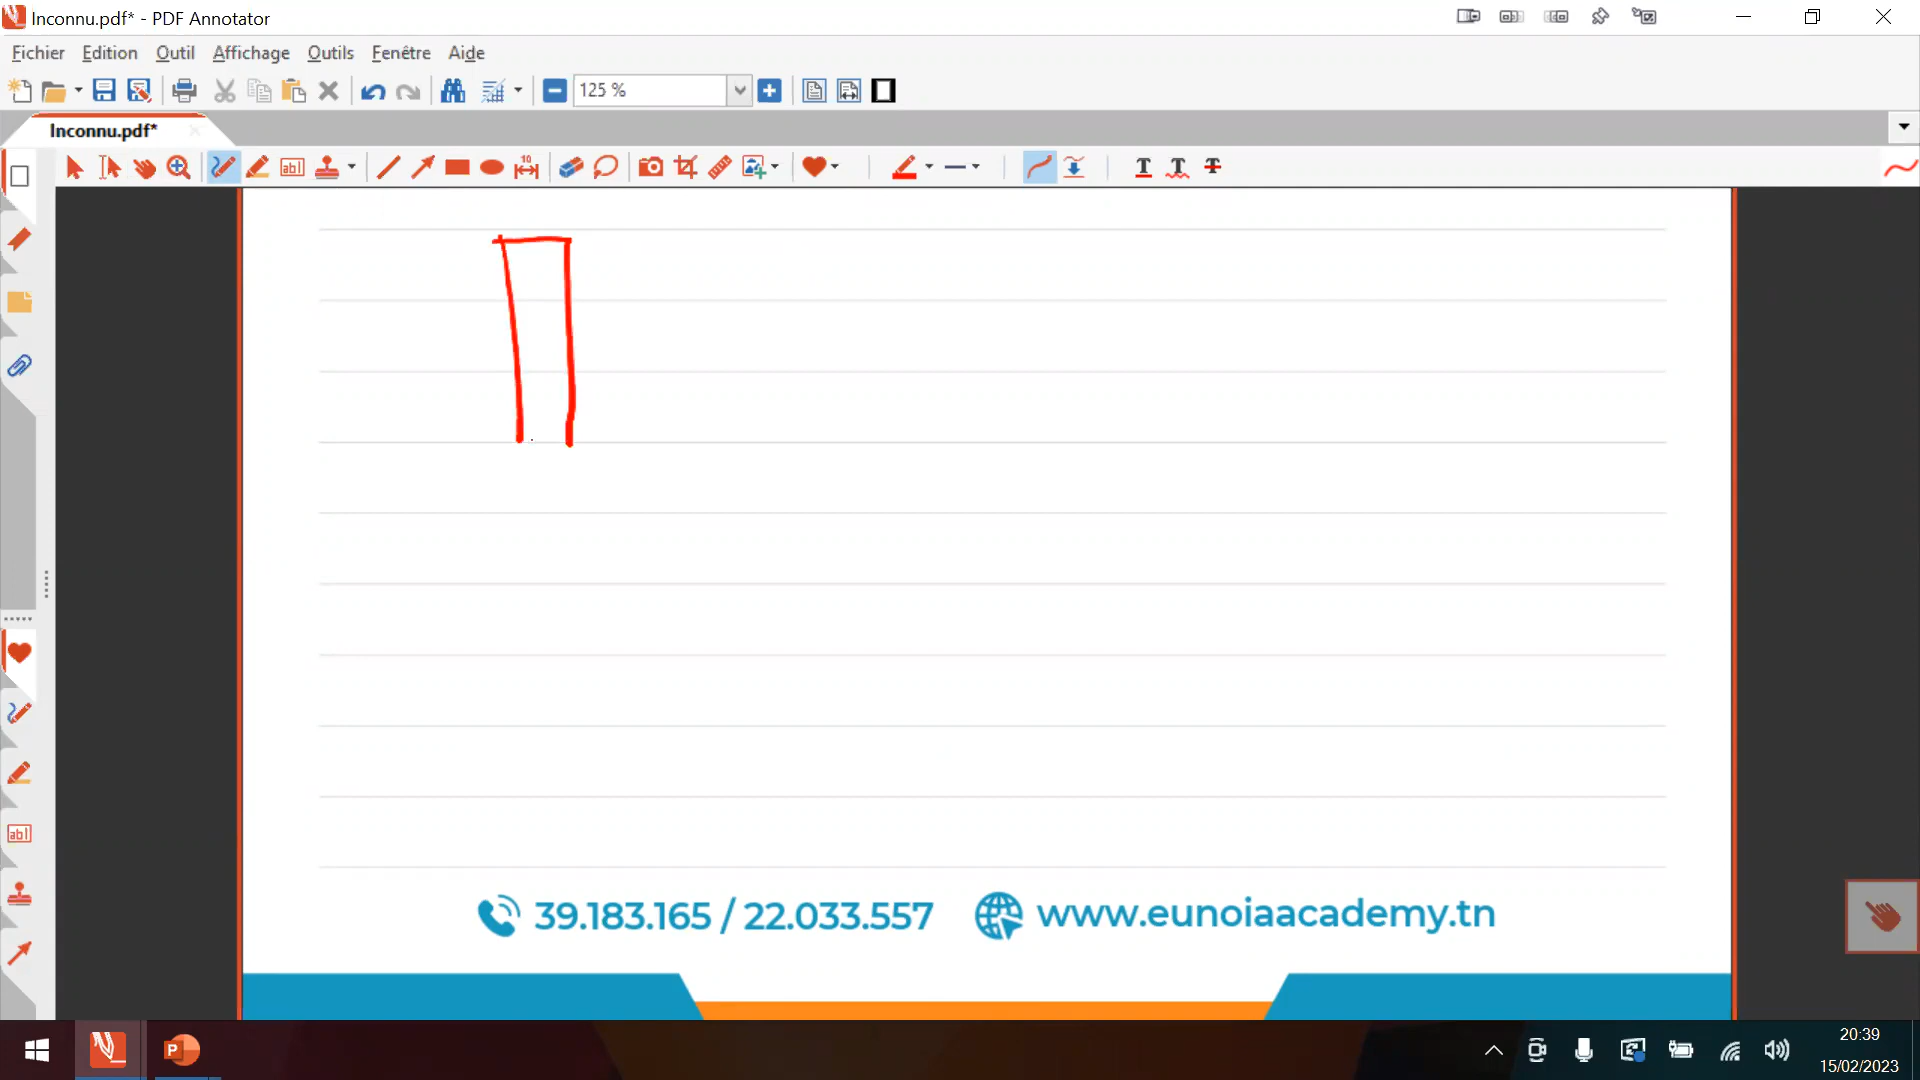 Inconnu.pdf* - PDF Annotator
Fichier Edition Outil Affichage Outils Fenêtre Aide
125 %
Inconnu.pdf*
39.183.165 / 22.033.557 www.eunoiaacademy.tn
20:39
15/02/2023